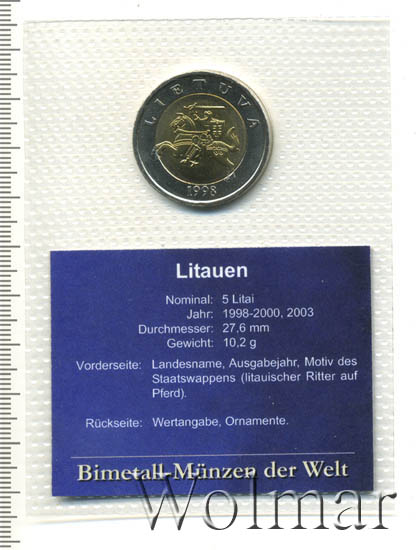 LIETUVA
1998
Litauen
Nominal: 5 Litai
Jahr: 1998-2000, 2003
Durchmesser: 27,6 mm
Gewicht: 10,2 g
Vorderseite: Landesname, Ausgabejahr, Motiv des
Staatswappens (litauischer Ritter auf
Pferd).
Rückseite: Wertangabe, Ornamente.
Bimetall-Münzen der Welt
Wolmar